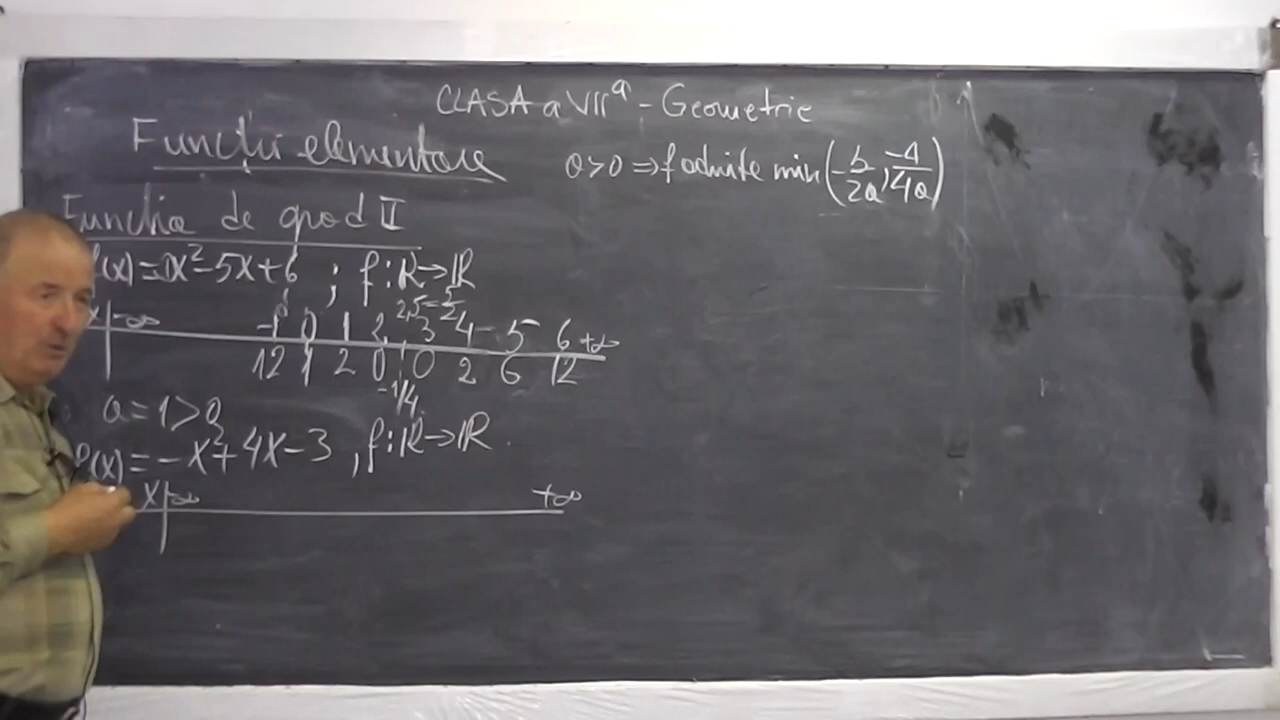 CLASA a VII a - Geometrie
Funcții elementare
a>0 ⇒ f admite min (-b/2a, -Δ/4a)
Funcția de grad II
f(x)=x²-5x+6 ; f:ℝ→ℝ
2,5=5/2
x | -∞ -1 0 1 2 3 4 5 6 +∞
12 2 0 0 2 6 12
-1/4
a=1>0
f(x)=-x²+4x-3 , f:ℝ→ℝ.
x | -∞ +∞